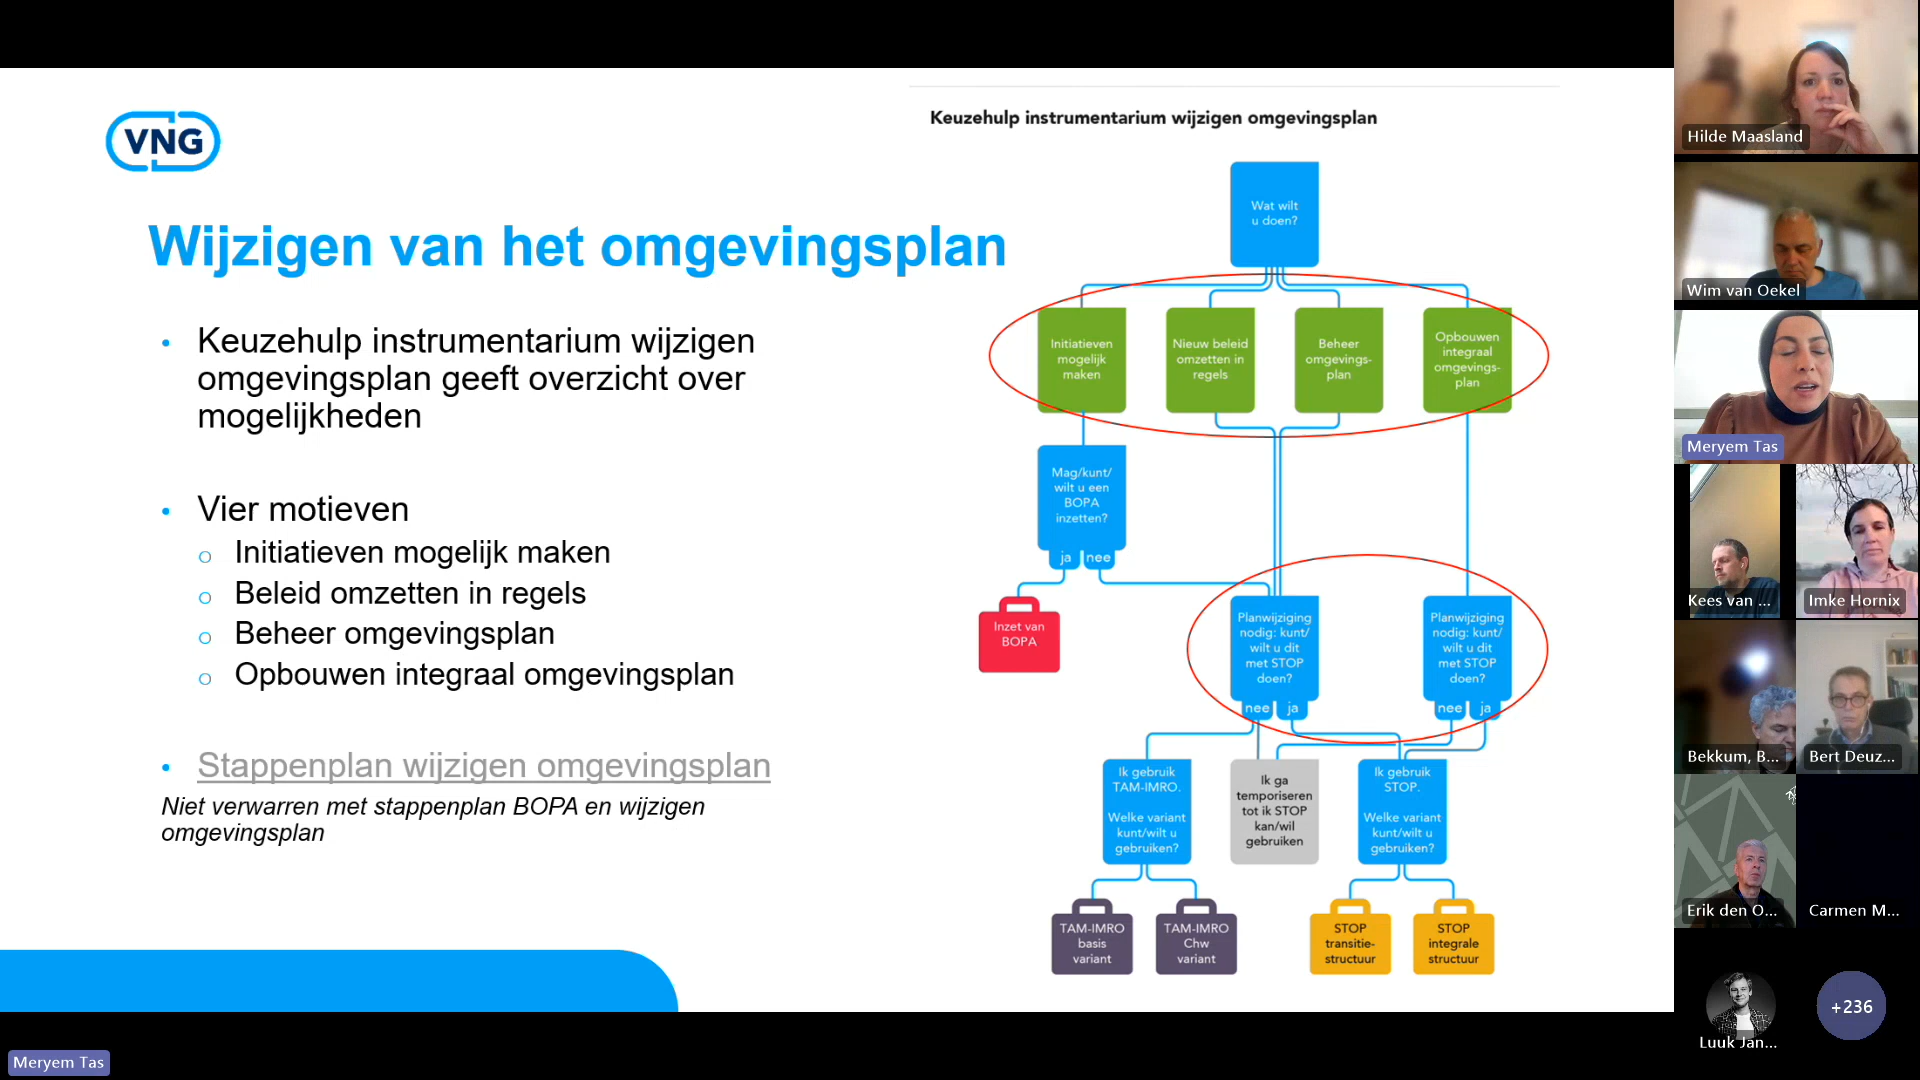 VNG
Wijzigen van het omgevingsplan
Keuzehulp instrumentarium wijzigen
omgevingsplan geeft overzicht over
mogelijkheden
Vier motieven
Initiatieven mogelijk maken
Beleid omzetten in regels
Beheer omgevingsplan
Opbouwen integraal omgevingsplan
Stappenplan wijzigen omgevingsplan
Niet verwarren met stappenplan BOPA en wijzigen
omgevingsplan
Keuzehulp instrumentarium wijzigen omgevingsplan
Wat wilt
u doen?
Initiatieven
mogelijk
maken
Nieuw beleid
omzetten in
regels
Beheer
omgevings-
plan
Opbouwen
integraal
omgevings-
plan
Mag/kunt/
wilt u een
BOPA
inzetten?
ja nee
Inzet van
BOPA
Planwijziging
nodig: kunt/
wilt u dit
met STOP
doen?
nee ja
Planwijziging
nodig: kunt/
wilt u dit
met STOP
doen?
nee ja
Ik gebruik
TAM-IMRO.
Welke variant
kunt/wilt u
gebruiken?
Ik ga
temporiseren
tot ik STOP
kan/wil
gebruiken
Ik gebruik
STOP.
Welke variant
kunt/wilt u
gebruiken?
TAM-IMRO
basis
variant
TAM-IMRO
Chw
variant
STOP
transitie-
structuur
STOP
integrale
structuur
Hilde Maasland
Wim van Oekel
Meryem Tas
Kees van ...
Imke Hornix
Bekkum, B...
Bert Deuz...
Erik den O...
Carmen M...
Luuk Jan...
+236
Meryem Tas